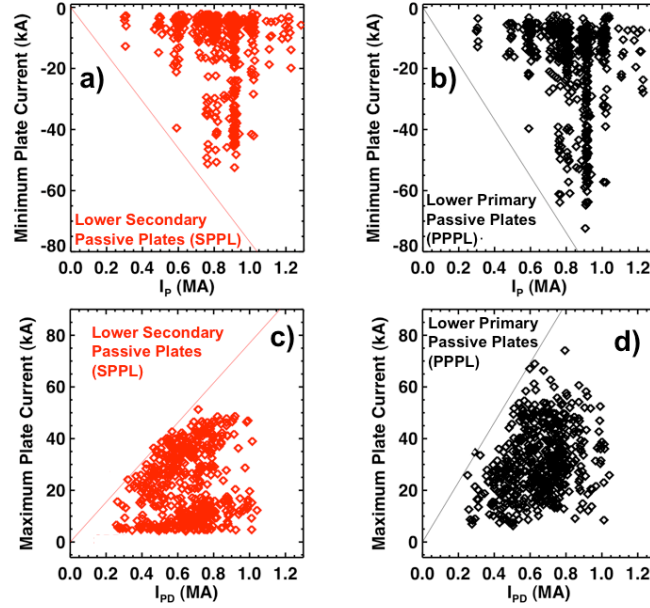 0
-20
-40
-60
-80
Minimum Plate Current (kA)
a)
Lower Secondary
Passive Plates (SPPL)
0.0 0.2 0.4 0.6 0.8 1.0 1.2
I_P (MA)
0
-20
-40
-60
-80
Minimum Plate Current (kA)
b)
Lower Primary
Passive Plates
(PPPL)
0.0 0.2 0.4 0.6 0.8 1.0 1.2
I_P (MA)
80
60
40
20
0
Maximum Plate Current (kA)
c)
Lower Secondary
Passive Plates
(SPPL)
0.0 0.2 0.4 0.6 0.8 1.0 1.2
I_PD (MA)
80
60
40
20
0
Maximum Plate Current (kA)
d)
Lower Primary
Passive Plates
(PPPL)
0.0 0.2 0.4 0.6 0.8 1.0 1.2
I_PD (MA)